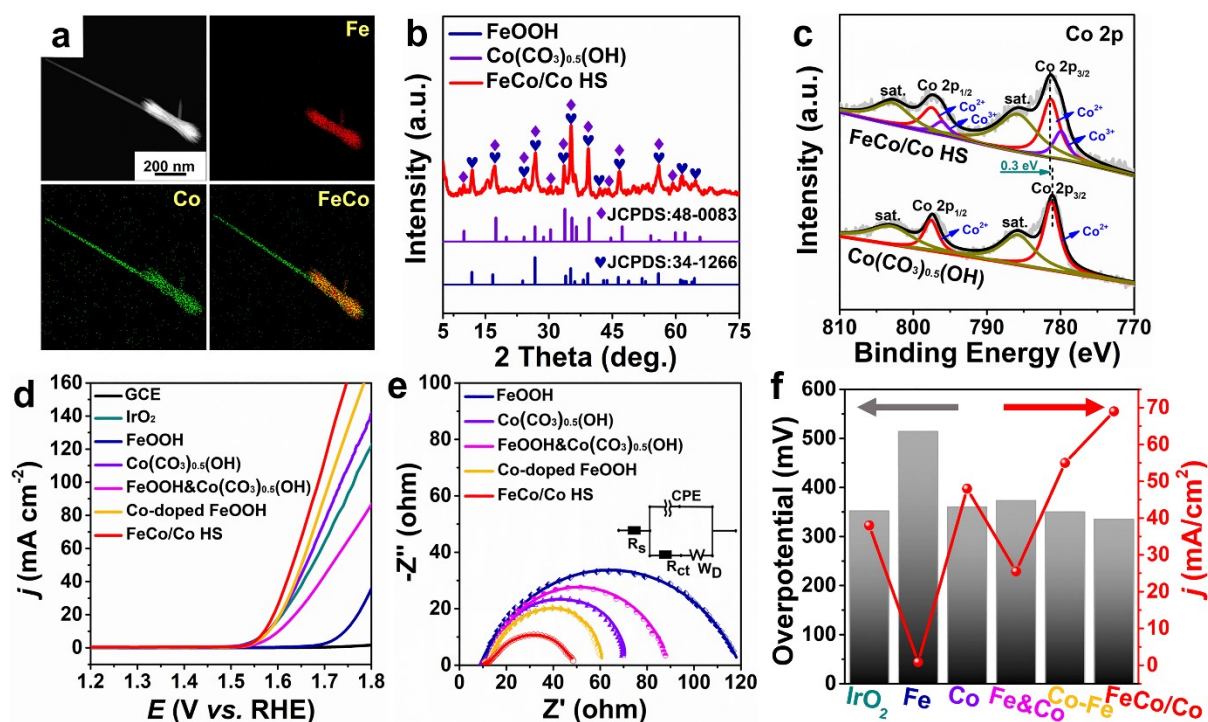 a
Fe
200 nm
Co
FeCo
b
FeOOH
Co(CO₃)₀.₅(OH)
FeCo/Co HS
Intensity (a.u.)
♦JCPDS:48-0083
♥JCPDS:34-1266
5 15 25 35 45 55 65 75
2 Theta (deg.)
c
Co 2p
Co 2p₃/₂
sat.
Co 2p₁/₂
sat.
Co²⁺
Co²⁺
Co³⁺
Co³⁺
FeCo/Co HS
0.3 eV
Co 2p₃/₂
sat.
Co 2p₁/₂
sat.
Co²⁺
Co²⁺
Co(CO₃)₀.₅(OH)
Intensity (a.u.)
810 800 790 780 770
Binding Energy (eV)
d
160
140
120
100
80
60
40
20
0
j (mA cm⁻²)
GCE
IrO₂
FeOOH
Co(CO₃)₀.₅(OH)
FeOOH&Co(CO₃)₀.₅(OH)
Co-doped FeOOH
FeCo/Co HS
1.2 1.3 1.4 1.5 1.6 1.7 1.8
E (V vs. RHE)
e
100
80
60
40
20
0
-Z'' (ohm)
FeOOH
Co(CO₃)₀.₅(OH)
FeOOH&Co(CO₃)₀.₅(OH)
Co-doped FeOOH
FeCo/Co HS
CPE
Rs
Rct
WD
0 20 40 60 80 100 120
Z' (ohm)
f
600
500
400
300
200
100
0
Overpotential (mV)
70
60
50
40
30
20
10
0
j (mA/cm²)
IrO₂ Fe Co Fe&Co Co-Fe FeCo/Co